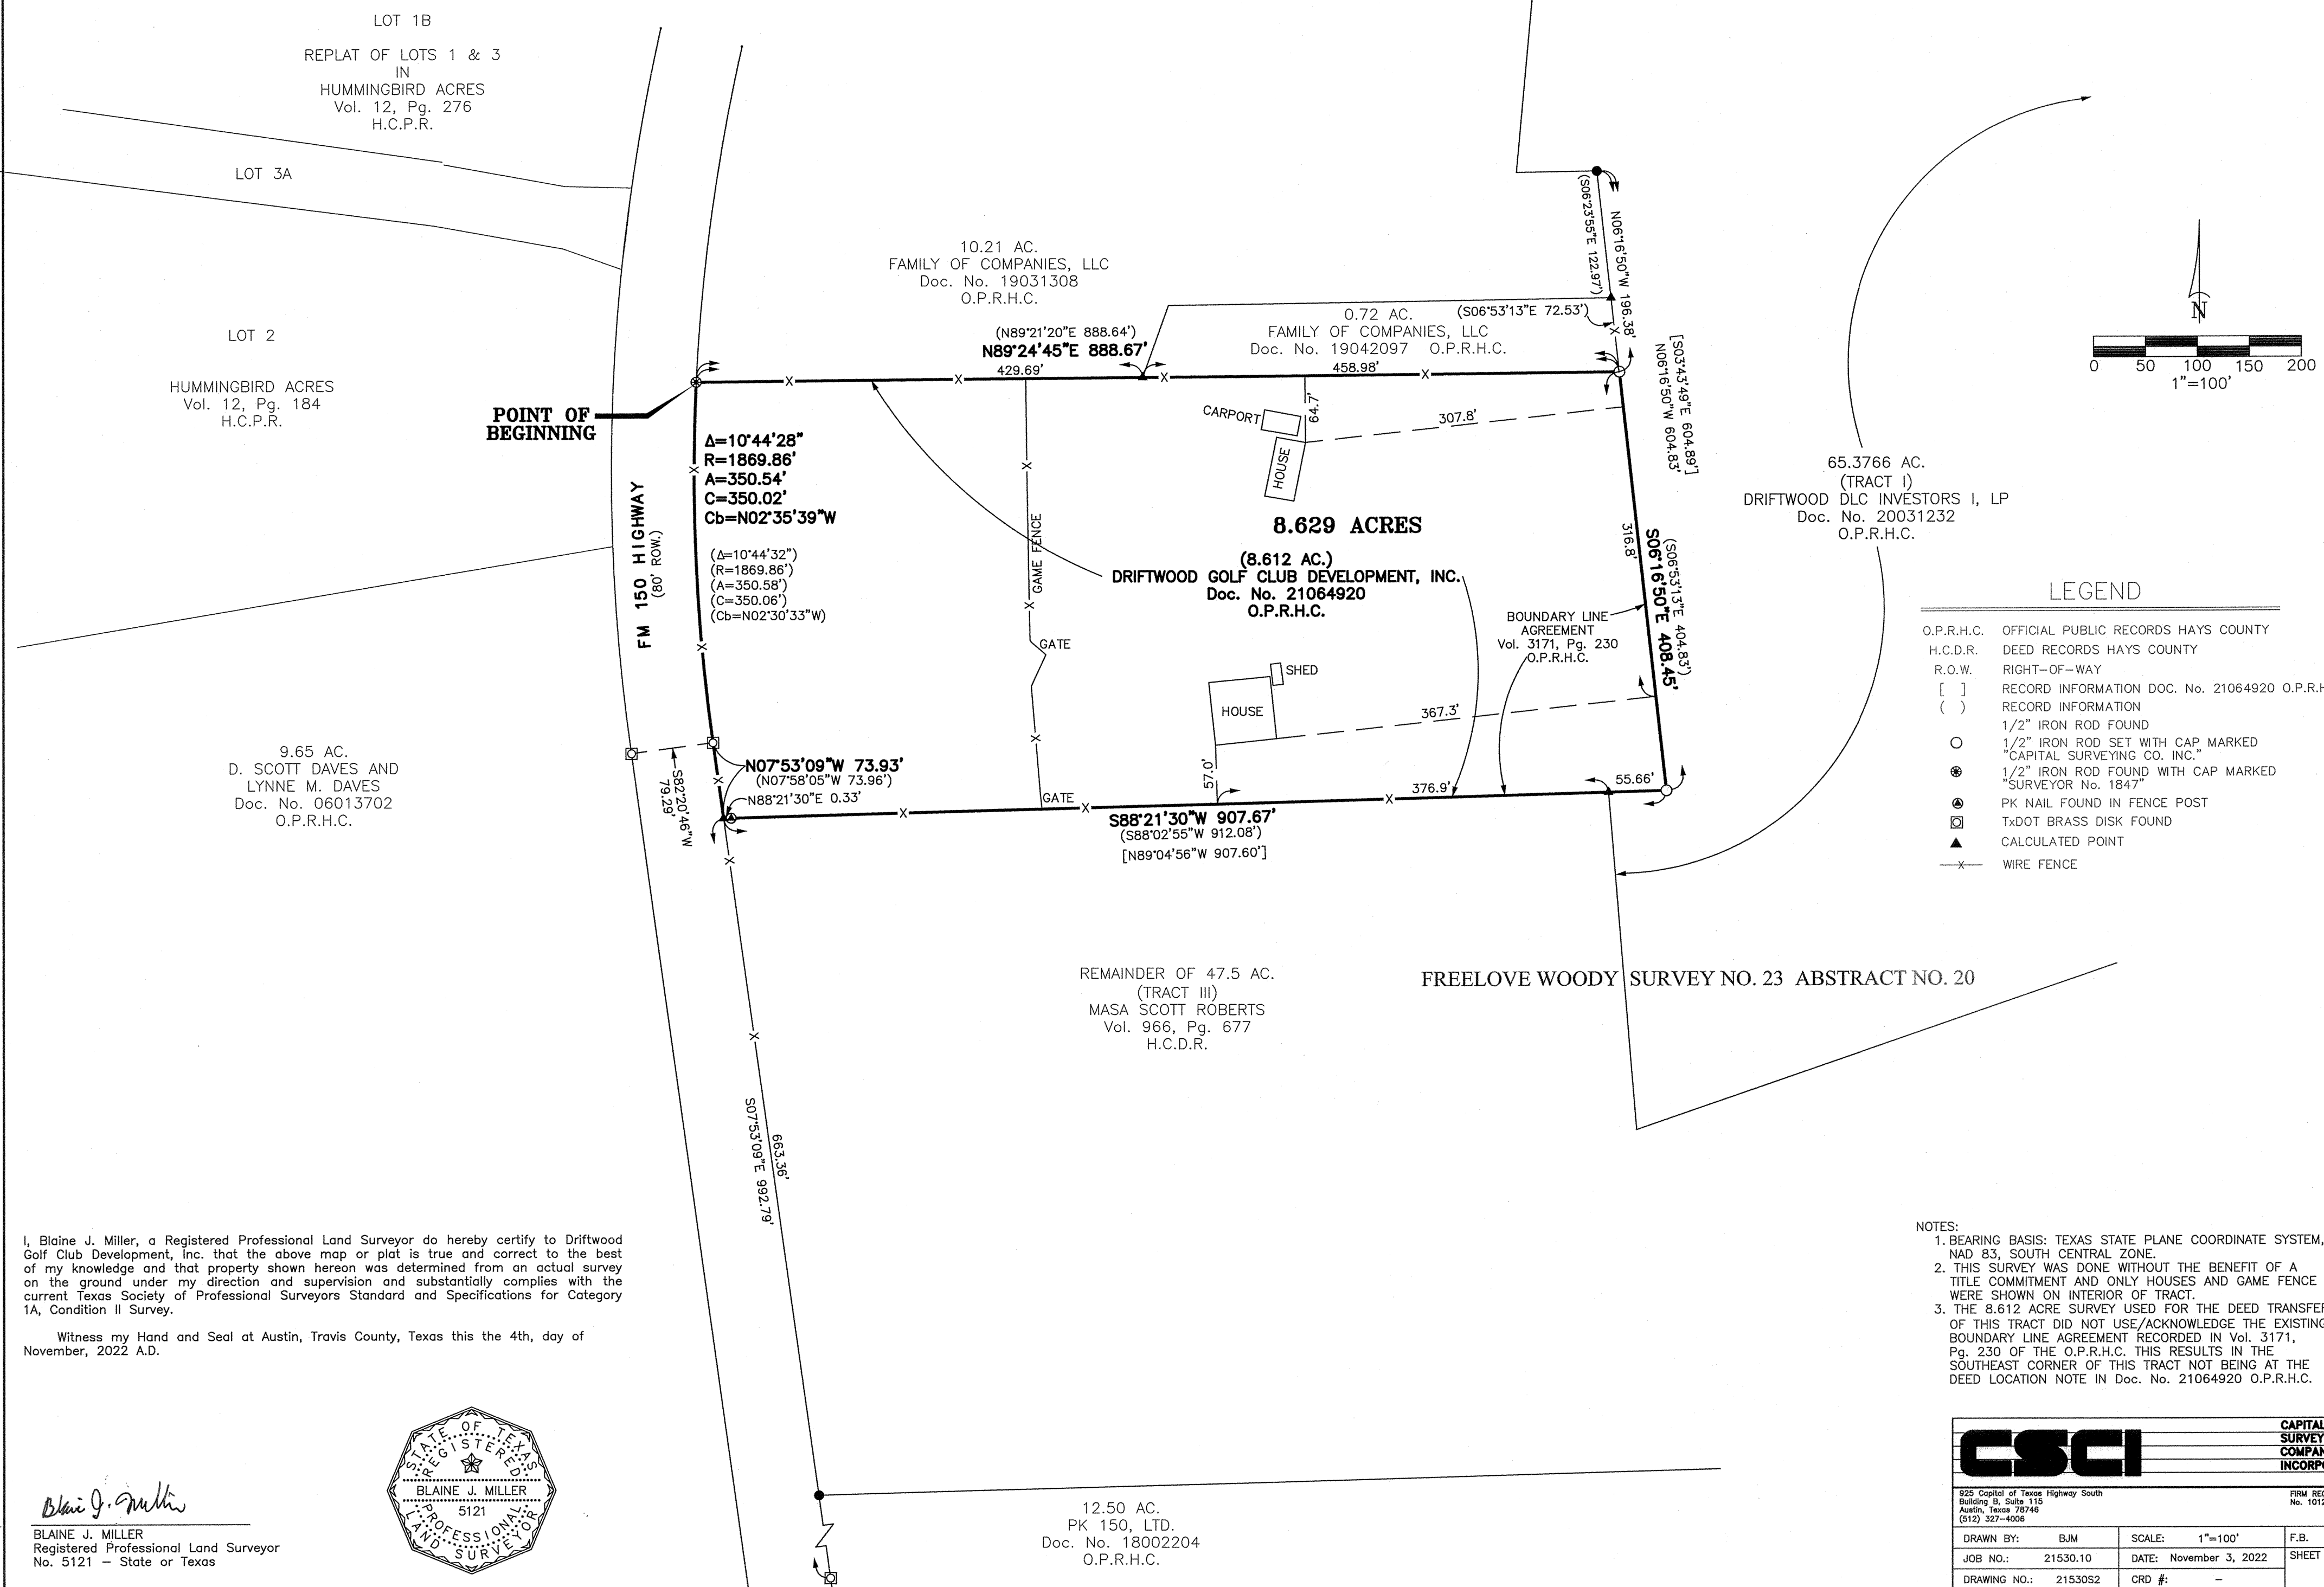 LOT 1B
REPLAT OF LOTS 1 & 3
IN
HUMMINGBIRD ACRES
Vol. 12, Pg. 276
H.C.P.R.
LOT 3A
LOT 2
HUMMINGBIRD ACRES
Vol. 12, Pg. 184
H.C.P.R.
10.21 AC.
FAMILY OF COMPANIES, LLC
Doc. No. 19031308
O.P.R.H.C.
(N89°21'20"E 888.64')
N89°24'45"E 888.67'
429.69'
0.72 AC.
FAMILY OF COMPANIES, LLC
Doc. No. 19042097 O.P.R.H.C.
458.98'
(S06°53'13"E 72.53')
(S06°23'55"E 122.97')
N06°16'50"W 196.38'
[S03°43'49"E 604.89']
N06°16'50"W 604.83'
N
0 50 100 150 200
1"=100'
POINT OF
BEGINNING
Δ=10°44'28"
R=1869.86'
A=350.54'
C=350.02'
Cb=N02°35'39"W
(Δ=10°44'32")
(R=1869.86')
(A=350.58')
(C=350.06')
(Cb=N02°30'33"W)
FM 150 HIGHWAY
(80' ROW.)
GAME FENCE
GATE
GATE
CARPORT
HOUSE
64.7'
307.8'
8.629 ACRES
(8.612 AC.)
DRIFTWOOD GOLF CLUB DEVELOPMENT, INC.
Doc. No. 21064920
O.P.R.H.C.
316.8'
S06°16'50"E 408.45'
(S06°53'13"E 404.83')
BOUNDARY LINE
AGREEMENT
Vol. 3171, Pg. 230
O.P.R.H.C.
SHED
HOUSE
367.3'
57.0'
376.9'
55.66'
65.3766 AC.
(TRACT I)
DRIFTWOOD DLC INVESTORS I, LP
Doc. No. 20031232
O.P.R.H.C.
LEGEND
O.P.R.H.C. OFFICIAL PUBLIC RECORDS HAYS COUNTY
H.C.D.R. DEED RECORDS HAYS COUNTY
R.O.W. RIGHT-OF-WAY
[ ] RECORD INFORMATION DOC. No. 21064920 O.P.R.H
( ) RECORD INFORMATION
1/2" IRON ROD FOUND
1/2" IRON ROD SET WITH CAP MARKED
"CAPITAL SURVEYING CO. INC."
1/2" IRON ROD FOUND WITH CAP MARKED
"SURVEYOR No. 1847"
PK NAIL FOUND IN FENCE POST
TxDOT BRASS DISK FOUND
CALCULATED POINT
X WIRE FENCE
9.65 AC.
D. SCOTT DAVES AND
LYNNE M. DAVES
Doc. No. 06013702
O.P.R.H.C.
S82°20'46"W
79.29'
N07°53'09"W 73.93'
(N07°58'05"W 73.96')
N88°21'30"E 0.33'
S88°21'30"W 907.67'
(S88°02'55"W 912.08')
[N89°04'56"W 907.60']
REMAINDER OF 47.5 AC.
(TRACT III)
MASA SCOTT ROBERTS
Vol. 966, Pg. 677
H.C.D.R.
FREELOVE WOODY SURVEY NO. 23 ABSTRACT NO. 20
663.36'
S07°53'09"E 992.79'
I, Blaine J. Miller, a Registered Professional Land Surveyor do hereby certify to Driftwood
Golf Club Development, Inc. that the above map or plat is true and correct to the best
of my knowledge and that property shown hereon was determined from an actual survey
on the ground under my direction and supervision and substantially complies with the
current Texas Society of Professional Surveyors Standard and Specifications for Category
1A, Condition II Survey.
Witness my Hand and Seal at Austin, Travis County, Texas this the 4th, day of
November, 2022 A.D.
Blaine J. Miller
BLAINE J. MILLER
Registered Professional Land Surveyor
No. 5121 – State or Texas
STATE OF TEXAS
REGISTERED
BLAINE J. MILLER
5121
PROFESSIONAL
LAND SURVEYOR
12.50 AC.
PK 150, LTD.
Doc. No. 18002204
O.P.R.H.C.
NOTES:
1. BEARING BASIS: TEXAS STATE PLANE COORDINATE SYSTEM,
NAD 83, SOUTH CENTRAL ZONE.
2. THIS SURVEY WAS DONE WITHOUT THE BENEFIT OF A
TITLE COMMITMENT AND ONLY HOUSES AND GAME FENCE
WERE SHOWN ON INTERIOR OF TRACT.
3. THE 8.612 ACRE SURVEY USED FOR THE DEED TRANSFER
OF THIS TRACT DID NOT USE/ACKNOWLEDGE THE EXISTING
BOUNDARY LINE AGREEMENT RECORDED IN Vol. 3171,
Pg. 230 OF THE O.P.R.H.C. THIS RESULTS IN THE
SOUTHEAST CORNER OF THIS TRACT NOT BEING AT THE
DEED LOCATION NOTE IN Doc. No. 21064920 O.P.R.H.C.
CSCI
CAPITAL
SURVEY
COMPAN
INCORPO
925 Capital of Texas Highway South
Building B, Suite 115
Austin, Texas 78746
(512) 327-4006
FIRM REG
No. 1012
DRAWN BY: BJM SCALE: 1"=100' F.B.
JOB NO.: 21530.10 DATE: November 3, 2022 SHEET
DRAWING NO.: 21530S2 CRD #: –